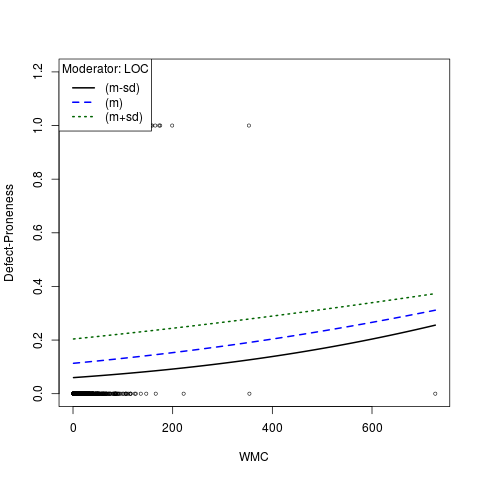 Moderator: LOC
(m-sd)
(m)
(m+sd)
Defect-Proneness
1.2
1.0
0.8
0.6
0.4
0.2
0.0
0 200 400 600
WMC